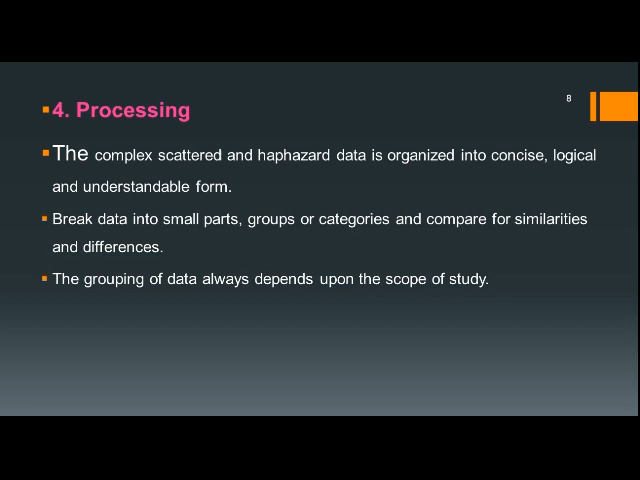 8
4. Processing
The complex scattered and haphazard data is organized into concise, logical
and understandable form.
Break data into small parts, groups or categories and compare for similarities
and differences.
The grouping of data always depends upon the scope of study.